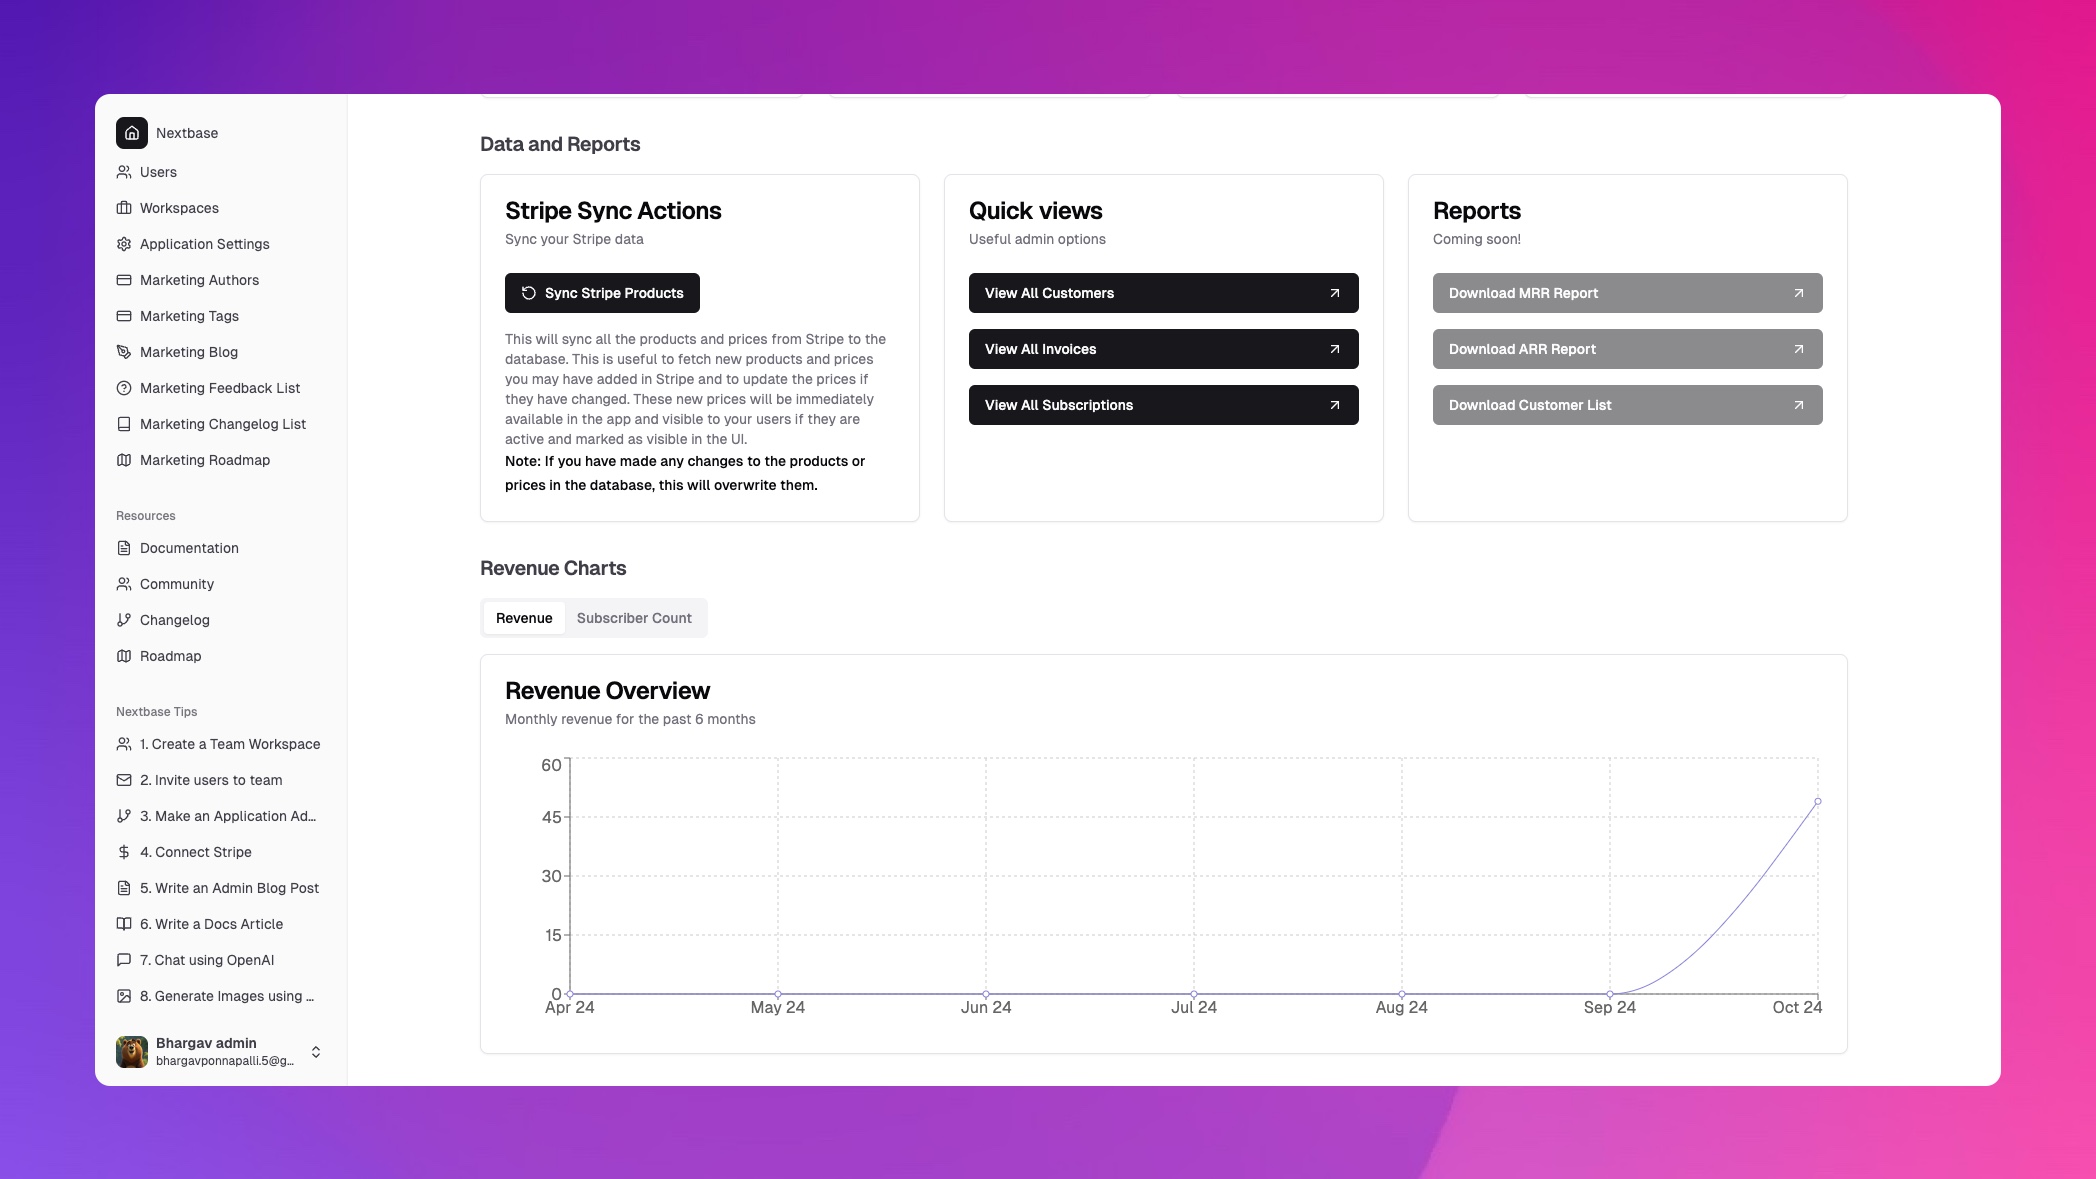 Nextbase
Users
Workspaces
Application Settings
Marketing Authors
Marketing Tags
Marketing Blog
Marketing Feedback List
Marketing Changelog List
Marketing Roadmap
Resources
Documentation
Community
Changelog
Roadmap
Nextbase Tips
1. Create a Team Workspace
2. Invite users to team
3. Make an Application Ad...
4. Connect Stripe
5. Write an Admin Blog Post
6. Write a Docs Article
7. Chat using OpenAI
8. Generate Images using ...
Bhargav admin
bhargavponnapalli.5@g...
Data and Reports
Stripe Sync Actions
Sync your Stripe data
Sync Stripe Products
This will sync all the products and prices from Stripe to the
database. This is useful to fetch new products and prices
you may have added in Stripe and to update the prices if
they have changed. These new prices will be immediately
available in the app and visible to your users if they are
active and marked as visible in the UI.
Note: If you have made any changes to the products or
prices in the database, this will overwrite them.
Quick views
Useful admin options
View All Customers
View All Invoices
View All Subscriptions
Reports
Coming soon!
Download MRR Report
Download ARR Report
Download Customer List
Revenue Charts
Revenue
Subscriber Count
Revenue Overview
Monthly revenue for the past 6 months
60
45
30
15
0
Apr 24
May 24
Jun 24
Jul 24
Aug 24
Sep 24
Oct 24